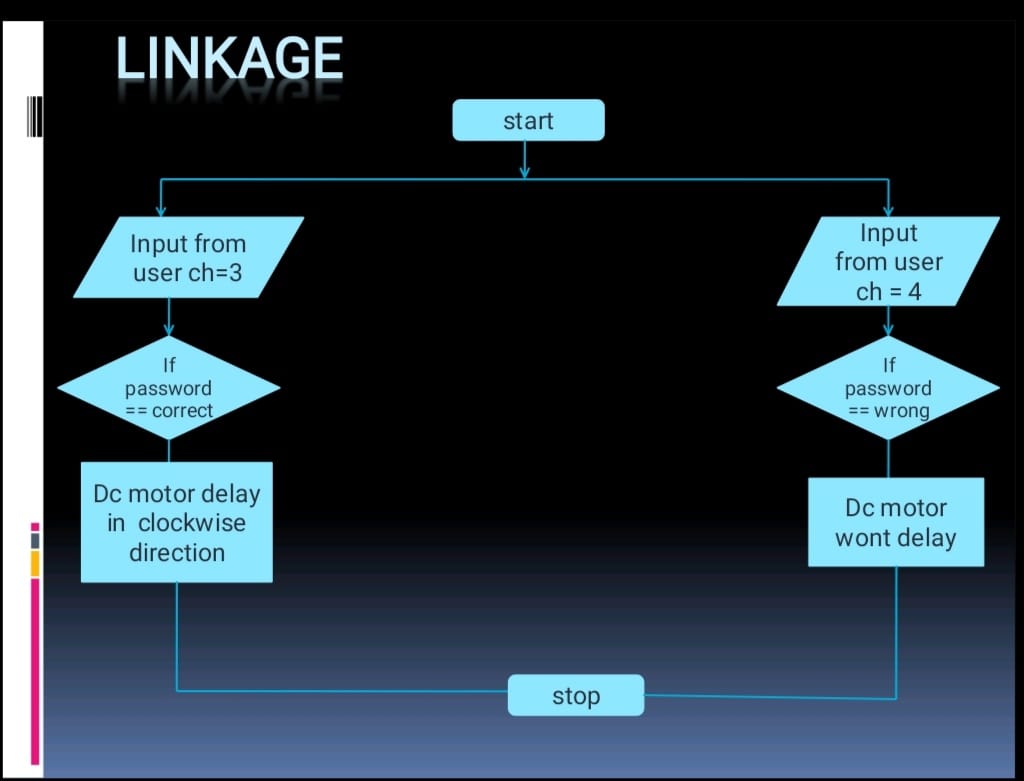 LINKAGE
start
Input from
user ch=3
Input
from user
ch = 4
If
password
== correct
If
password
== wrong
Dc motor delay
in clockwise
direction
Dc motor
wont delay
stop